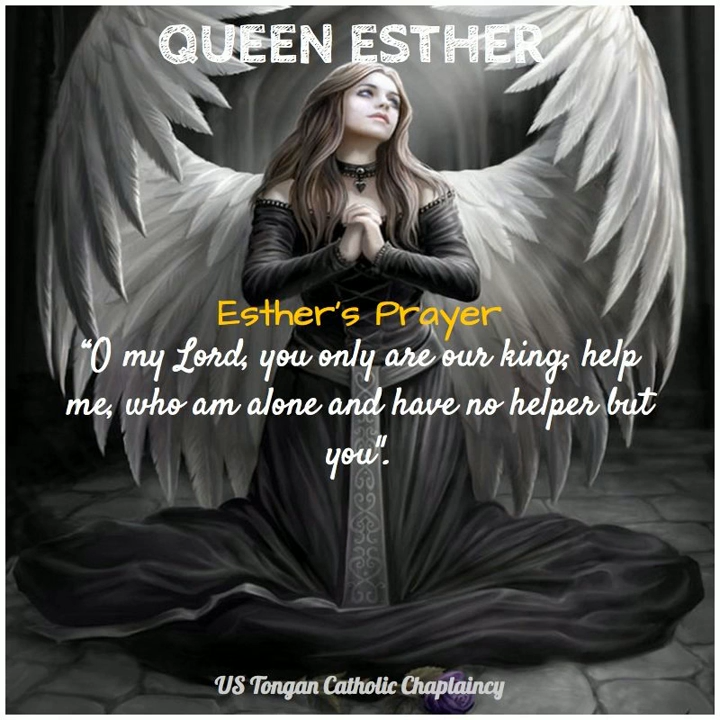 QUEEN ESTHER
Esther's Prayer
"O my Lord, you only are our king; help
me, who am alone and have no helper but
you".
US Tongan Catholic Chaplaincy